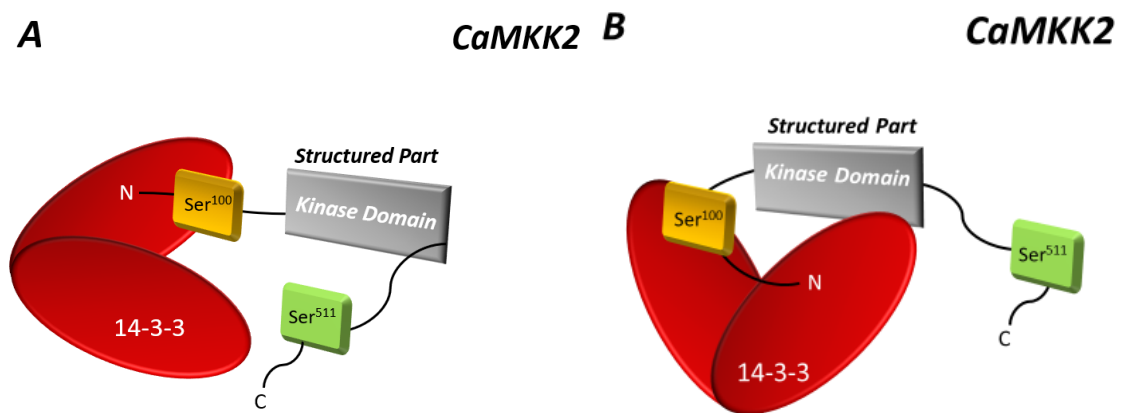 A
CaMKK2
Structured Part
N
Ser100
Kinase Domain
Ser511
14-3-3
C
B
CaMKK2
Structured Part
Kinase Domain
Ser100
Ser511
N
C
14-3-3